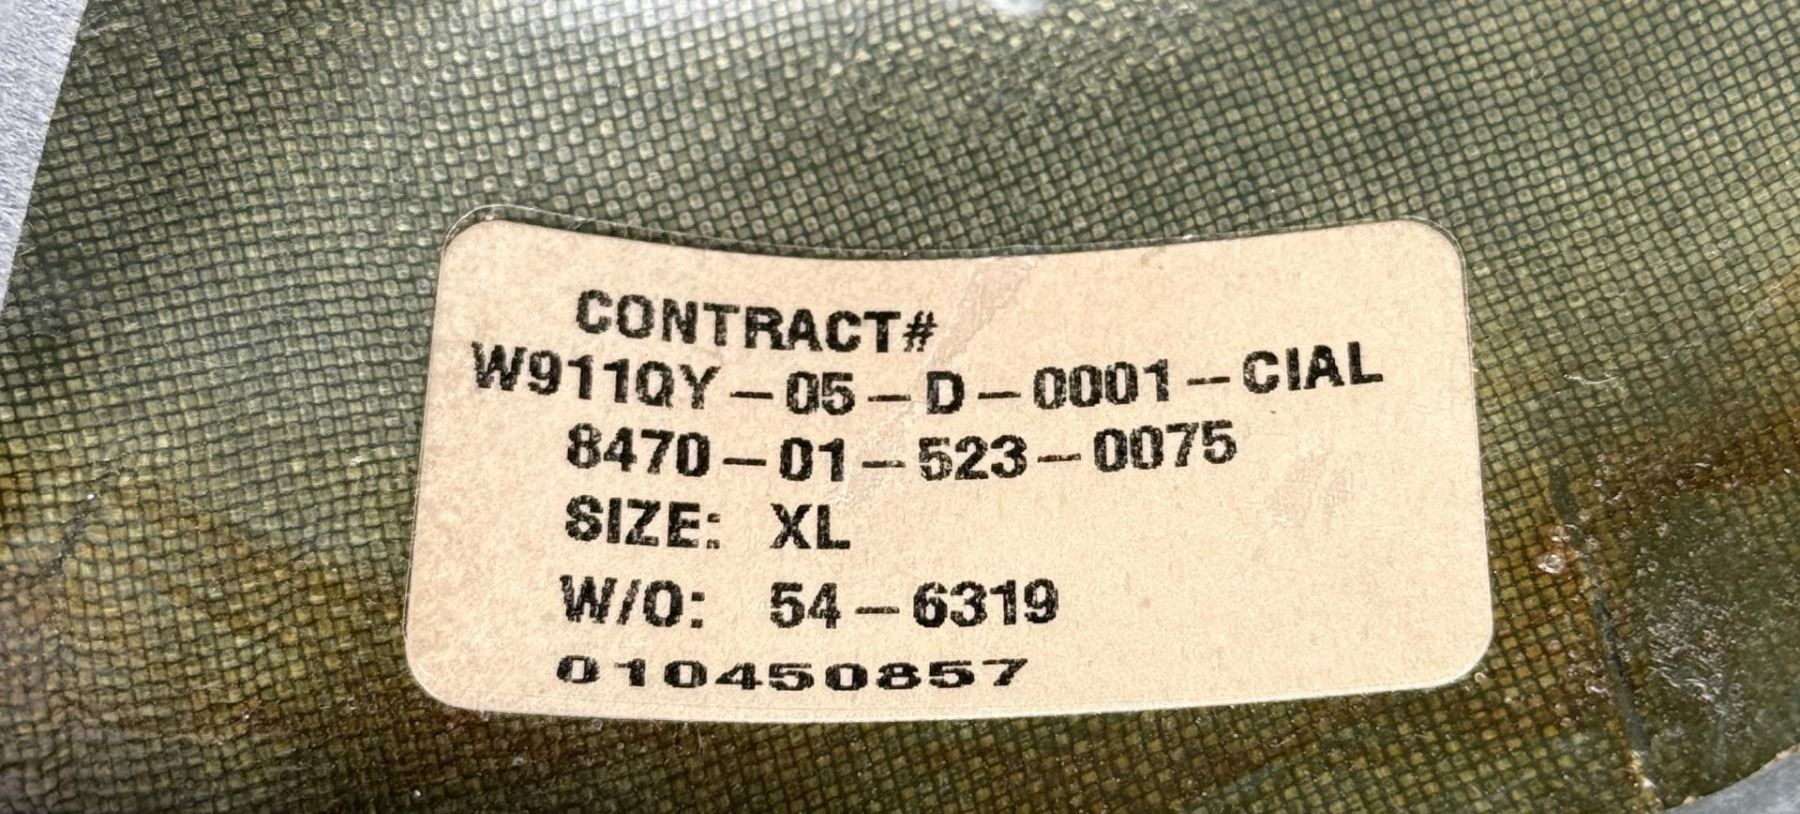 CONTRACT#
W911QY-05-D-0001-CIAL
8470-01-523-0075
SIZE: XL
W/O: 54-6319
010450857